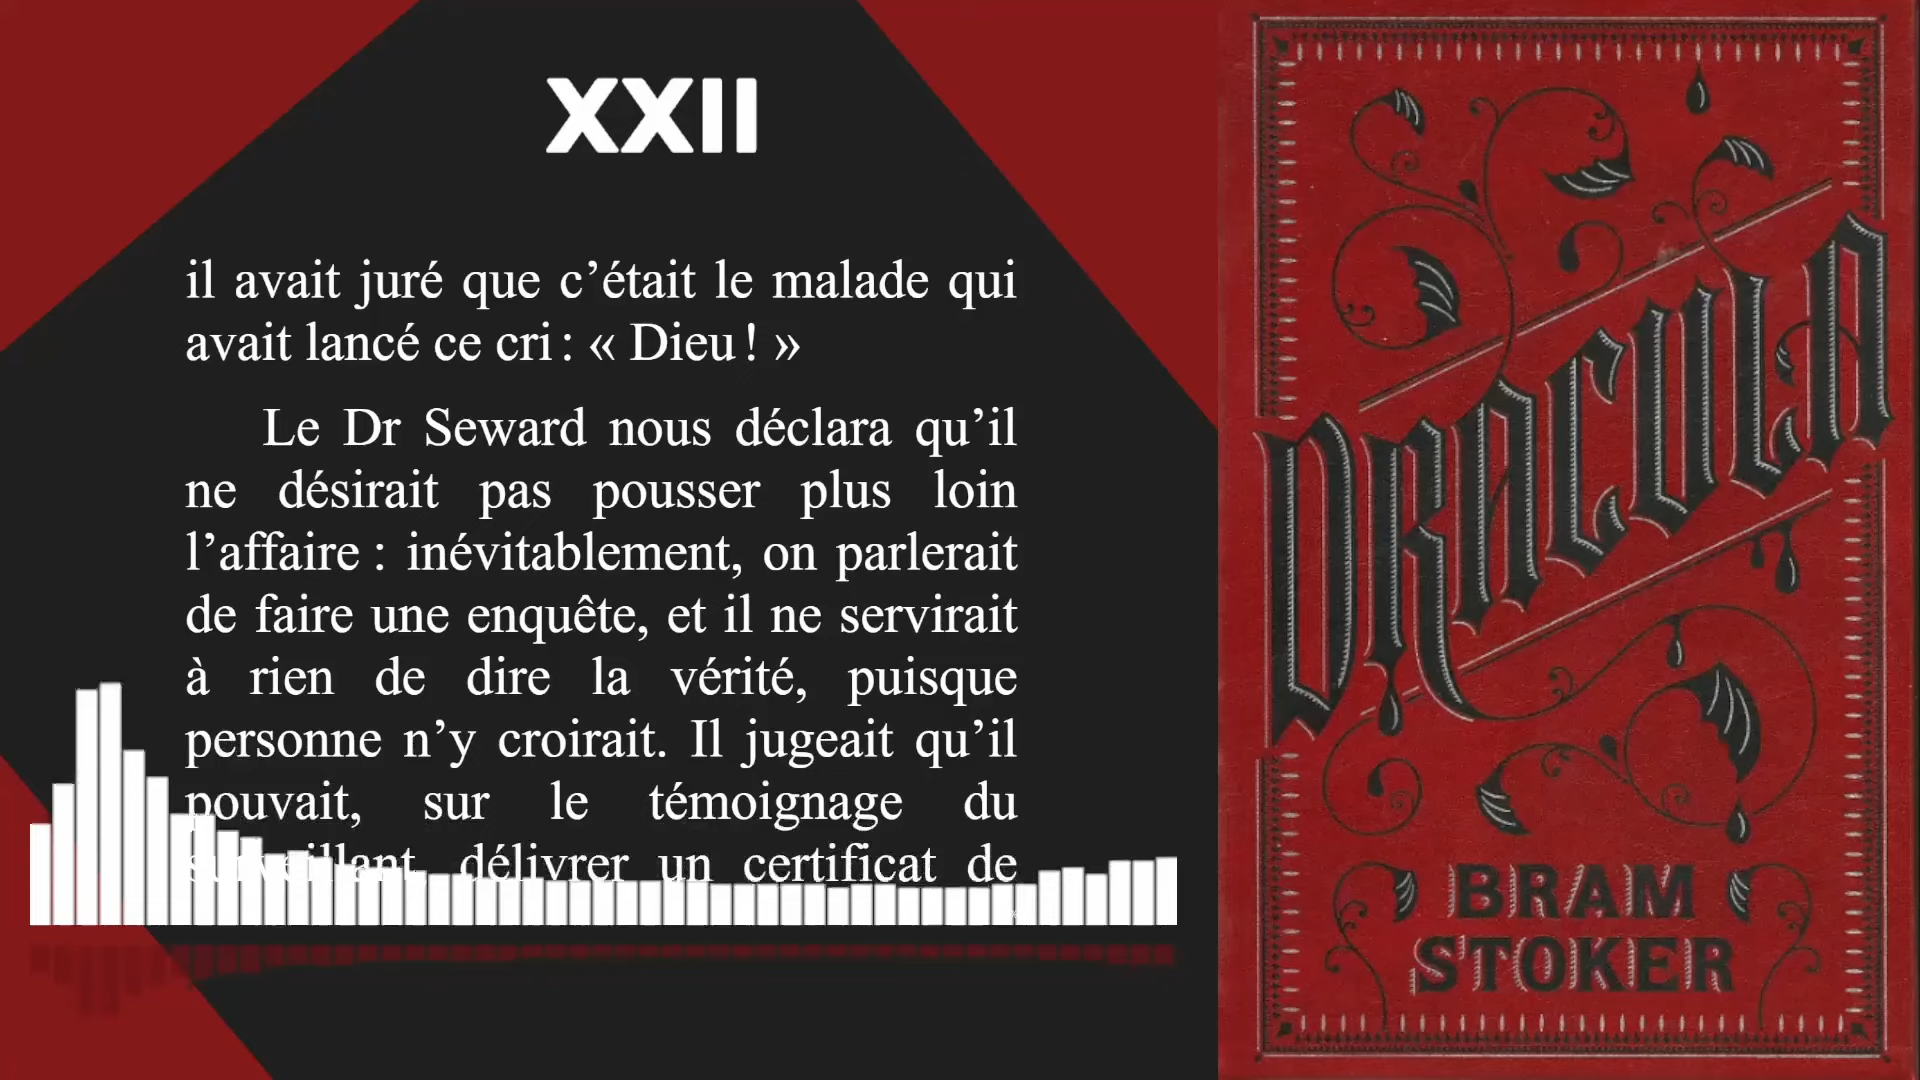 XXII
il avait juré que c’était le malade qui
avait lancé ce cri : « Dieu ! »
Le Dr Seward nous déclara qu’il
ne désirait pas pousser plus loin
l’affaire : inévitablement, on parlerait
de faire une enquête, et il ne servirait
à rien de dire la vérité, puisque
personne n’y croirait. Il jugeait qu’il
pouvait, sur le témoignage du
surveillant, délivrer un certificat de
DRACULA
BRAM
STOKER